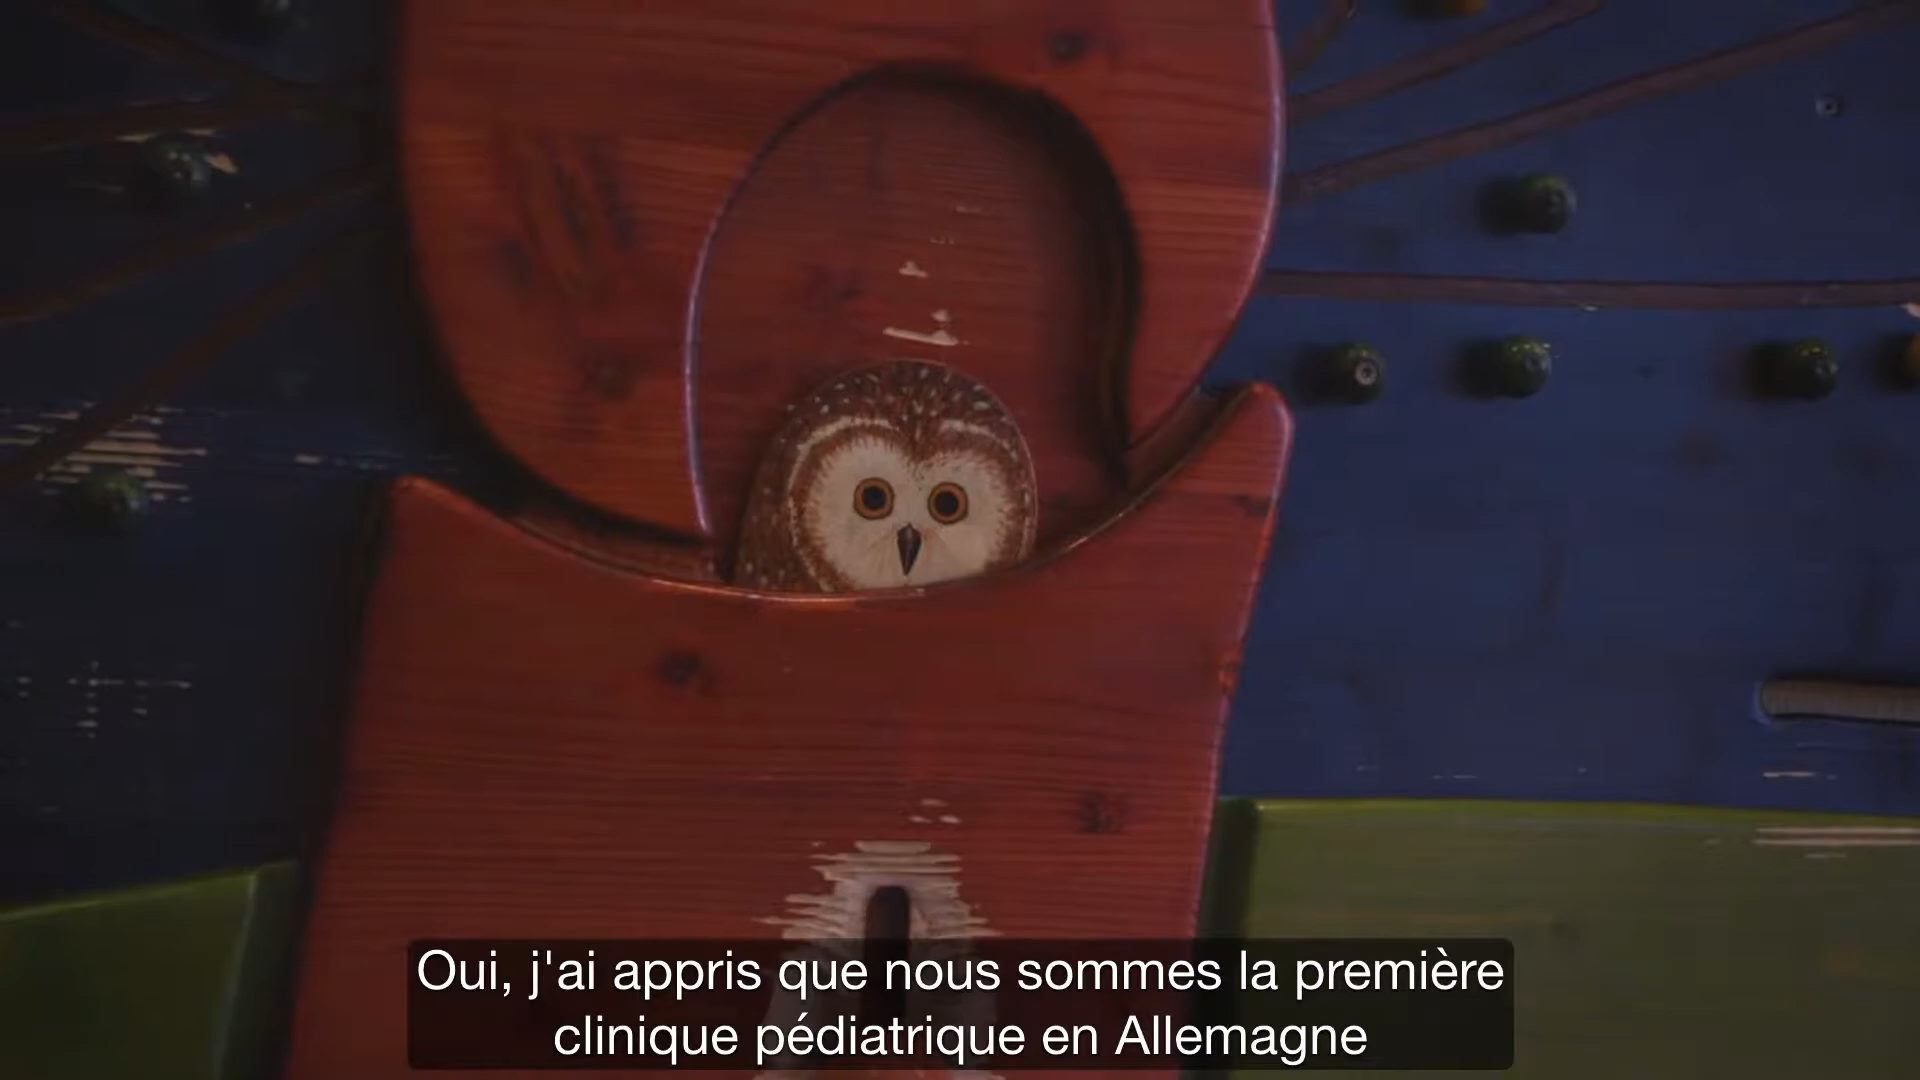 Oui, j'ai appris que nous sommes la première
clinique pédiatrique en Allemagne